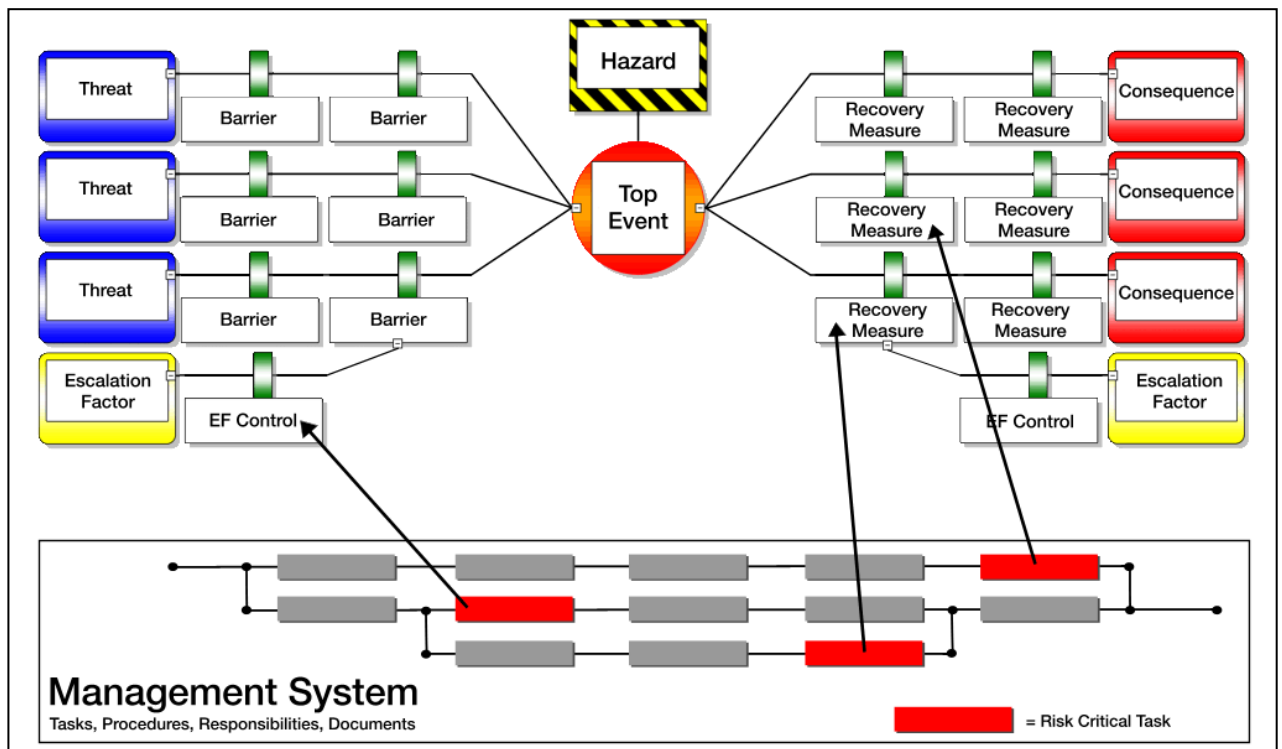 Hazard
Threat
Barrier
Barrier
Recovery
Measure
Recovery
Measure
Consequence
Threat
Barrier
Barrier
Top
Event
Recovery
Measure
Recovery
Measure
Consequence
Threat
Barrier
Barrier
Recovery
Measure
Recovery
Measure
Consequence
Escalation
Factor
EF Control
EF Control
Escalation
Factor
Management System
Tasks, Procedures, Responsibilities, Documents
= Risk Critical Task